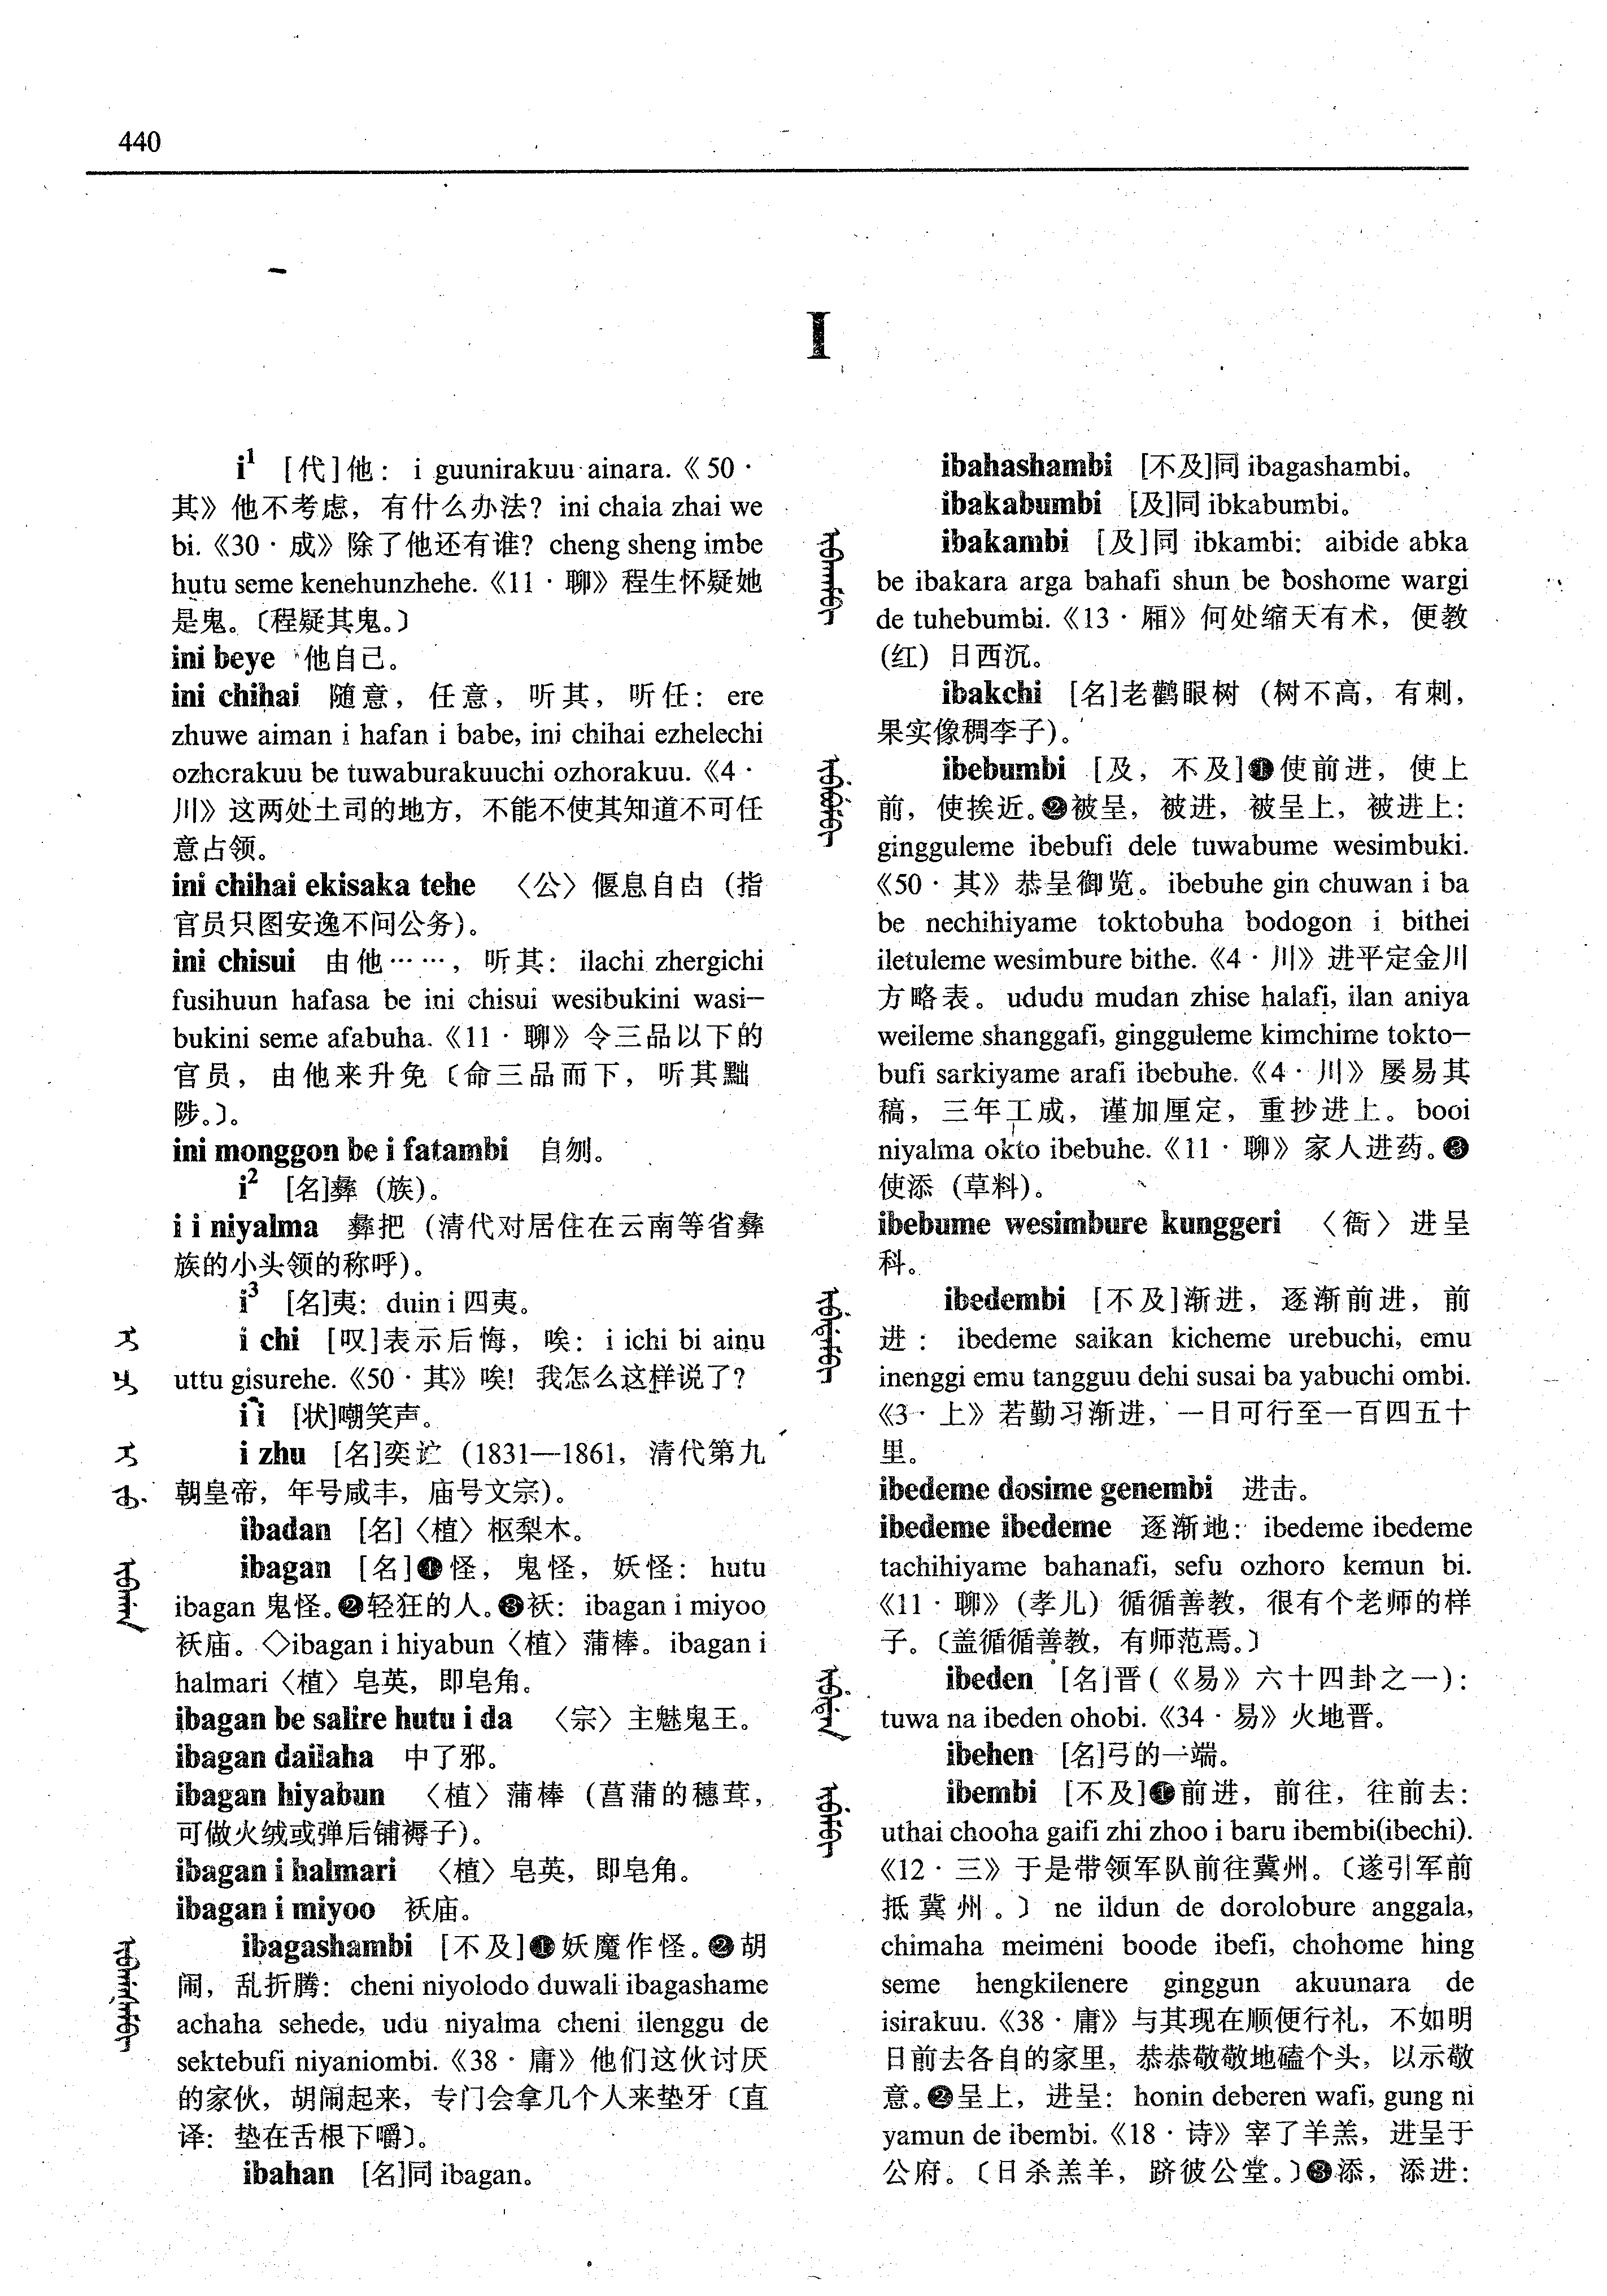 440
I
i¹ [代]他: i guunirakuu ainara.《50·
其》他不考虑，有什么办法? ini chala zhai we
bi.《30·成》除了他还有谁? cheng sheng imbe
hutu seme kenehunzhehe.《11·聊》程生怀疑她
是鬼。〔程疑其鬼。〕
ini beye 他自己。
ini chihai 随意，任意，听其，听任: ere
zhuwe aiman i hafan i babe, ini chihai ezhelechi
ozhorakuu be tuwaburakuuchi ozhorakuu.《4·
川》这两处土司的地方，不能不使其知道不可任
意占领。
ini chihai ekisaka tehe 〈公〉偃息自由（指
官员只图安逸不问公务）。
ini chisui 由他……，听其: ilachi zhergichi
fusihuun hafasa be ini chisui wesibukini wasi—
bukini seme afabuha.《11·聊》令三品以下的
官员，由他来升免〔命三品而下，听其黜
陟。〕。
ini monggon be i fatambi 自刎。
i² [名]彝（族）。
i i niyalma 彝把（清代对居住在云南等省彝
族的小头领的称呼）。
i³ [名]夷: duin i 四夷。
i chi [叹]表示后悔，唉: i ichi bi ainu
uttu gisurehe.《50·其》唉! 我怎么这样说了?
iì [状]嘲笑声。
i zhu [名]奕詝（1831—1861，清代第九
朝皇帝，年号咸丰，庙号文宗）。
ibadan [名]〈植〉枢梨木。
ibagan [名]❶怪，鬼怪，妖怪: hutu
ibagan 鬼怪。❷轻狂的人。❸袄: ibagan i miyoo
袄庙。◇ibagan i hiyabun〈植〉蒲棒。ibagan i
halmari〈植〉皂英，即皂角。
ibagan be salire hutu i da 〈宗〉主魅鬼王。
ibagan dailaha 中了邪。
ibagan hiyabun 〈植〉蒲棒（菖蒲的穗茸，
可做火绒或弹后铺褥子）。
ibagan i halmari 〈植〉皂英，即皂角。
ibagan i miyoo 袄庙。
ibagashambi [不及]❶妖魔作怪。❷胡
闹，乱折腾: cheni niyolodo duwali ibagashame
achaha sehede, udu niyalma cheni ilenggu de
sektebufi niyaniombi.《38·庸》他们这伙讨厌
的家伙，胡闹起来，专门会拿几个人来垫牙〔直
译: 垫在舌根下嚼〕。
ibahan [名]同 ibagan。
ibahashambi [不及]同 ibagashambi。
ibakabumbi [及]同 ibkabumbi。
ibakambi [及]同 ibkambi: aibide abka
be ibakara arga bahafi shun be boshome wargi
de tuhebumbi.《13·厢》何处缩天有术，便教
(红) 日西沉。
ibakchi [名]老鹳眼树（树不高，有刺，
果实像稠李子）。
ibebumbi [及，不及]❶使前进，使上
前，使挨近。❷被呈，被进，被呈上，被进上:
gingguleme ibebufi dele tuwabume wesimbuki.
《50·其》恭呈御览。ibebuhe gin chuwan i ba
be nechihiyame toktobuha bodogon i bithei
iletuleme wesimbure bithe.《4·川》进平定金川
方略表。ududu mudan zhise halafi, ilan aniya
weileme shanggafi, gingguleme kimchime tokto—
bufi sarkiyame arafi ibebuhe.《4·川》屡易其
稿，三年工成，谨加厘定，重抄进上。booi
niyalma okto ibebuhe.《11·聊》家人进药。❸
使添（草料）。
ibebume wesimbure kunggeri 〈衙〉进呈
科。
ibedembi [不及]渐进，逐渐前进，前
进: ibedeme saikan kicheme urebuchi, emu
inenggi emu tangguu dehi susai ba yabuchi ombi.
《3·上》若勤习渐进，一日可行至一百四五十
里。
ibedeme dosime genembi 进击。
ibedeme ibedeme 逐渐地: ibedeme ibedeme
tachihiyame bahanafi, sefu ozhoro kemun bi.
《11·聊》(孝儿) 循循善教，很有个老师的样
子。〔盖循循善教，有师范焉。〕
ibeden [名]晋(《易》六十四卦之一):
tuwa na ibeden ohobi.《34·易》火地晋。
ibehen [名]弓的一端。
ibembi [不及]❶前进，前往，往前去:
uthai chooha gaifi zhi zhoo i baru ibembi(ibechi).
《12·三》于是带领军队前往冀州。〔遂引军前
抵冀州。〕ne ildun de dorolobure anggala,
chimaha meimeni boode ibefi, chohome hing
seme hengkilenere ginggun akuunara de
isirakuu.《38·庸》与其现在顺便行礼，不如明
日前去各自的家里，恭恭敬敬地磕个头，以示敬
意。❷呈上，进呈: honin deberen wafi, gung ni
yamun de ibembi.《18·诗》宰了羊羔，进呈于
公府。〔日杀羔羊，跻彼公堂。〕❸添，添进: